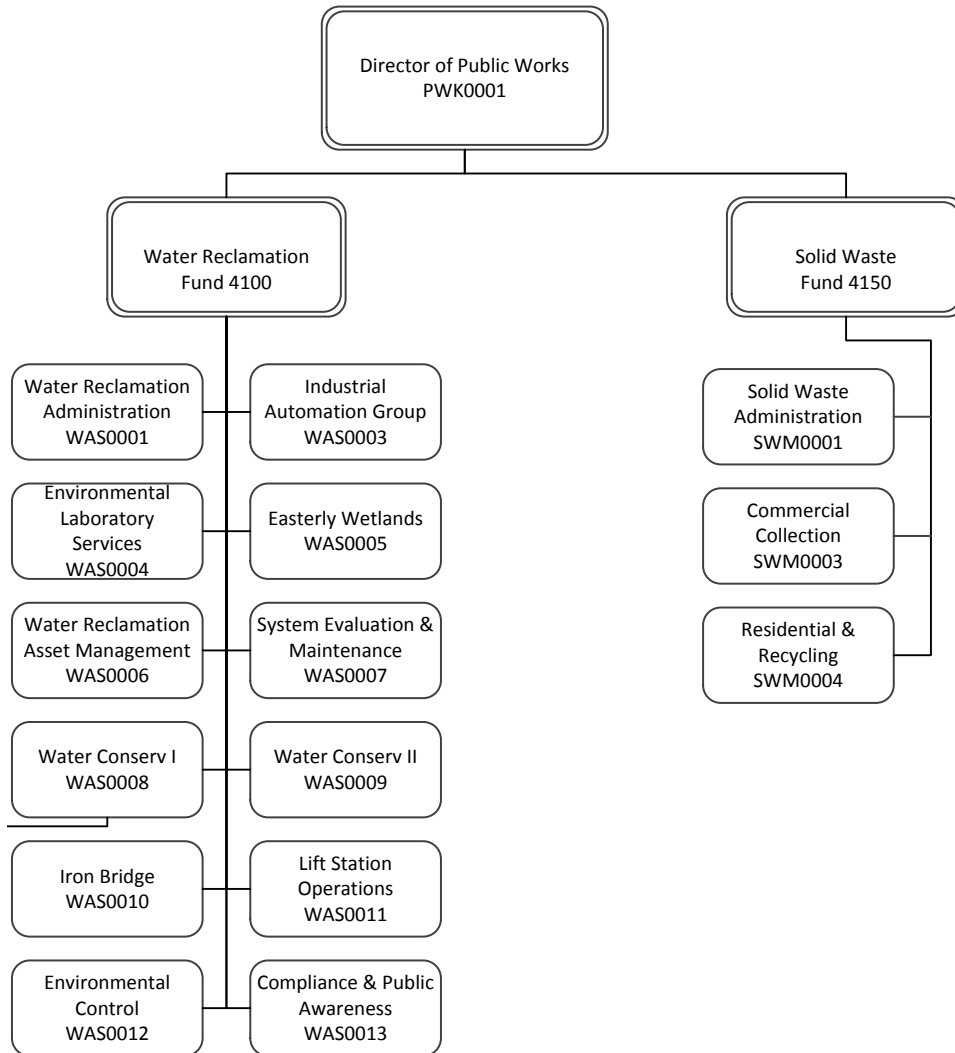 Director of Public Works
PWK0001
Water Reclamation
Fund 4100
Solid Waste
Fund 4150
Water Reclamation
Administration
WAS0001
Industrial
Automation Group
WAS0003
Solid Waste
Administration
SWM0001
Environmental
Laboratory
Services
WAS0004
Easterly Wetlands
WAS0005
Commercial
Collection
SWM0003
Water Reclamation
Asset Management
WAS0006
System Evaluation &
Maintenance
WAS0007
Residential &
Recycling
SWM0004
Water Conserv I
WAS0008
Water Conserv II
WAS0009
Iron Bridge
WAS0010
Lift Station
Operations
WAS0011
Environmental
Control
WAS0012
Compliance & Public
Awareness
WAS0013